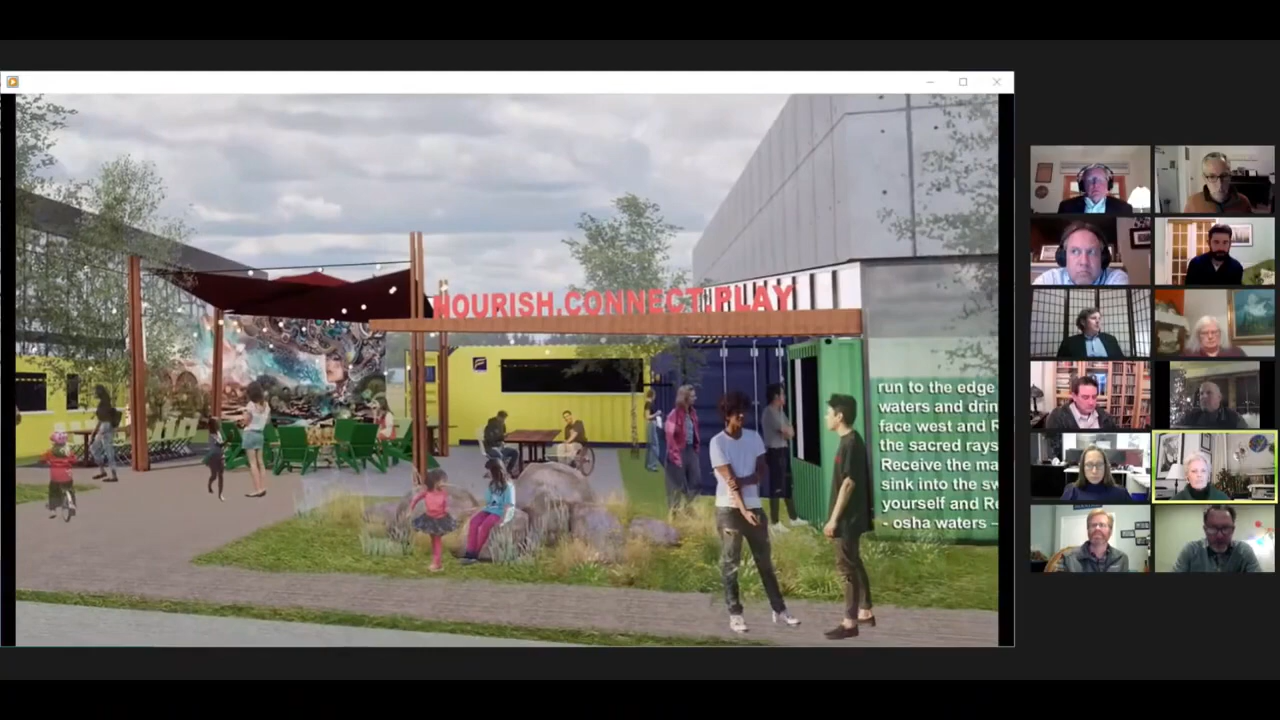 NOURISH.CONNECT.PLAY
run to the edge
waters and drin
face west and R
the sacred rays
Receive the ma
sink into the sw
yourself and Re
- osha waters –